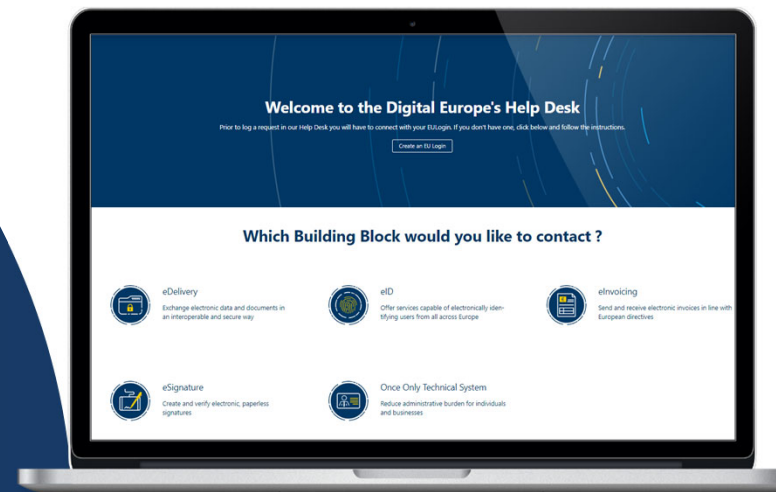 Welcome to the Digital Europe's Help Desk
Prior to log a request in our Help Desk you will have to connect with your EULogin. If you don't have one, click below and follow the instructions.
Create an EU Login
Which Building Block would you like to contact ?
eDelivery
Exchange electronic data and documents in
an interoperable and secure way
eID
Offer services capable of electronically iden-
tifying users from all across Europe
eInvoicing
Send and receive electronic invoices in line with
European directives
eSignature
Create and verify electronic, paperless
signatures
Once Only Technical System
Reduce administrative burden for individuals
and businesses